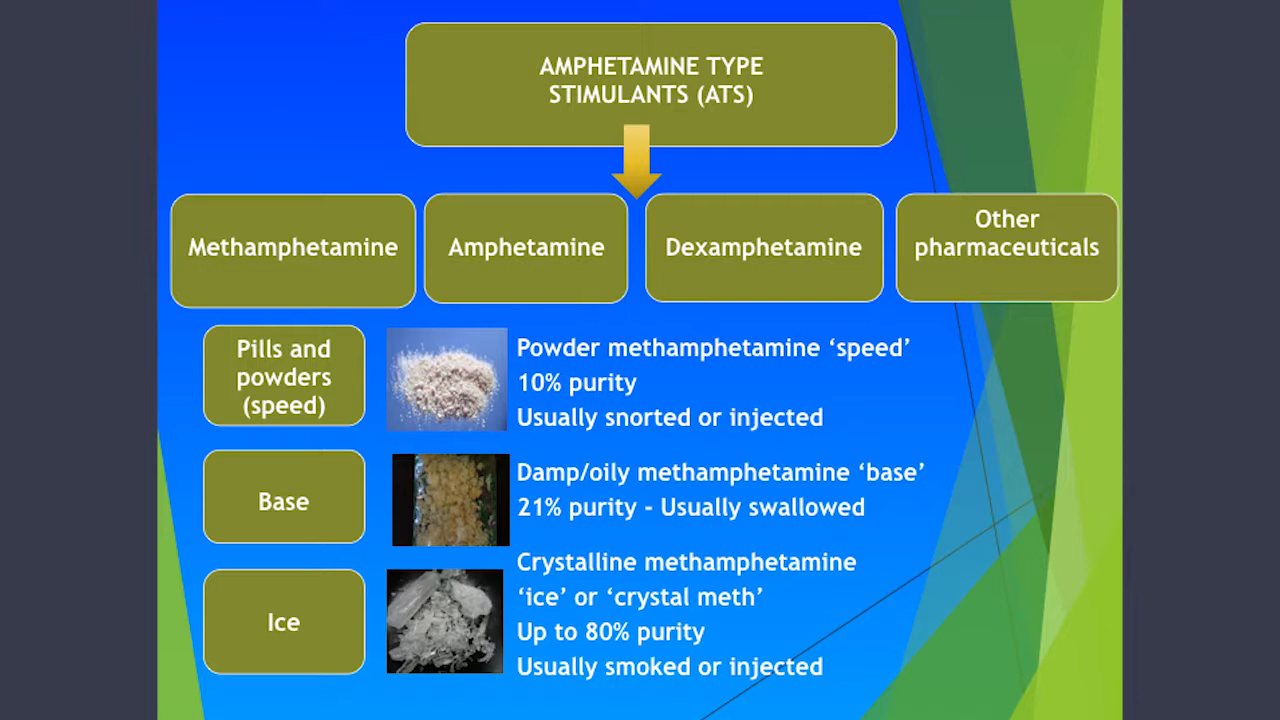 AMPHETAMINE TYPE
STIMULANTS (ATS)
Methamphetamine
Amphetamine
Dexamphetamine
Other
pharmaceuticals
Pills and
powders
(speed)
Powder methamphetamine ‘speed’
10% purity
Usually snorted or injected
Base
Damp/oily methamphetamine ‘base’
21% purity - Usually swallowed
Ice
Crystalline methamphetamine
‘ice’ or ‘crystal meth’
Up to 80% purity
Usually smoked or injected